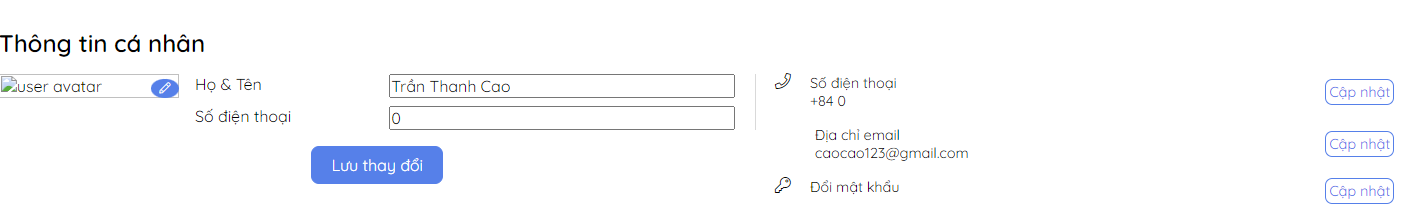 Thông tin cá nhân
user avatar
Họ & Tên
Trần Thanh Cao
Số điện thoại
0
Lưu thay đổi
Số điện thoại
+84 0
Cập nhật
Địa chỉ email
caocao123@gmail.com
Cập nhật
Đổi mật khẩu
Cập nhật